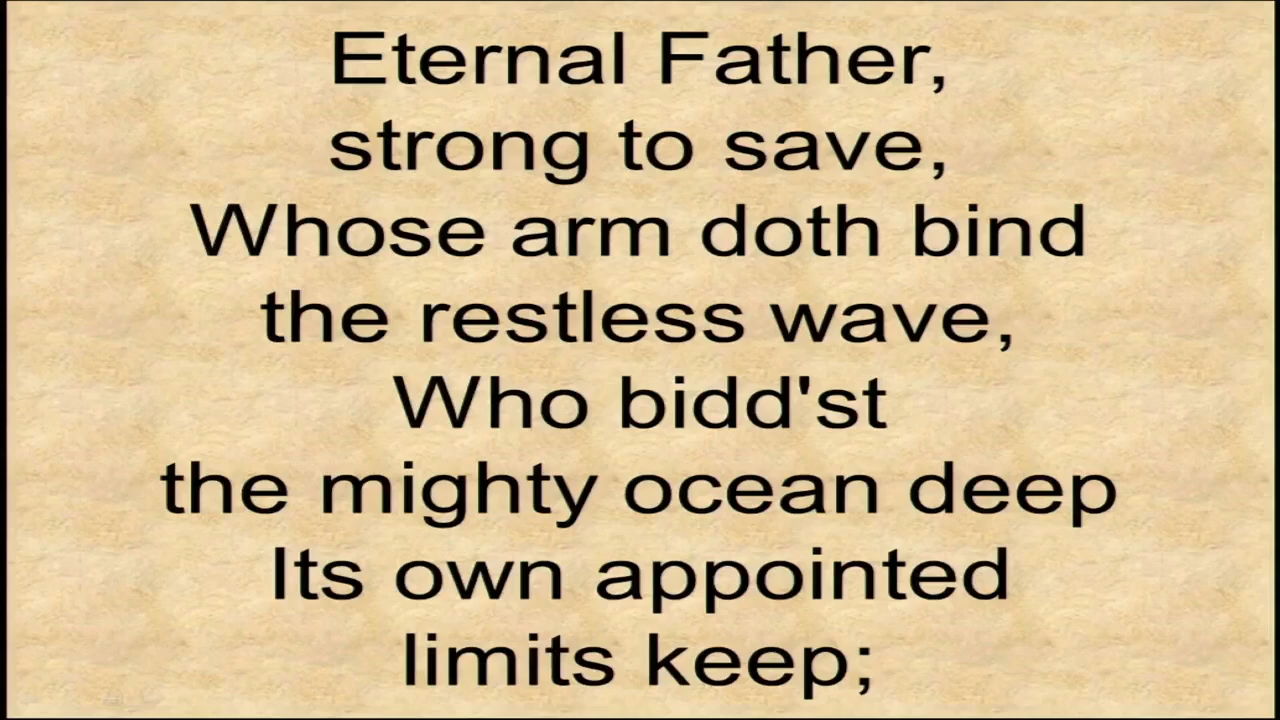 Eternal Father,
strong to save,
Whose arm doth bind
the restless wave,
Who bidd'st
the mighty ocean deep
Its own appointed
limits keep;